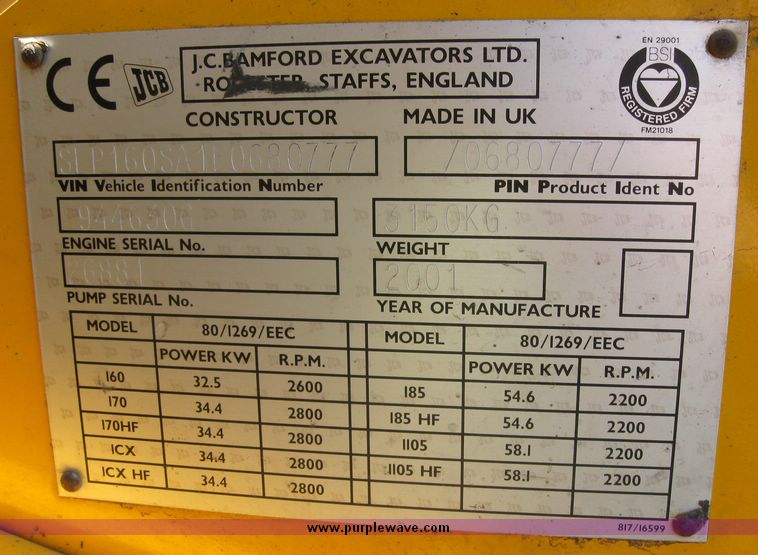 CE
JCB
J.C.BAMFORD EXCAVATORS LTD.
STAFFS, ENGLAND
CONSTRUCTOR MADE IN UK
EN 29001
BSI
REGISTERED FIRM
FM21018
VIN Vehicle Identification Number
PIN Product Ident No
ENGINE SERIAL No.
3150KG
WEIGHT
26881
PUMP SERIAL No.
2001
YEAR OF MANUFACTURE
MODEL 80/1269/EEC MODEL 80/1269/EEC
POWER KW R.P.M. POWER KW R.P.M.
160 32.5 2600 185 54.6 2200
170 34.4 2800 185 HF 54.6 2200
170HF 34.4 2800 1105 58.1 2200
1CX 34.4 2800 1105 HF 58.1 2200
1CX HF 34.4 2800
www.purplewave.com
817/16599